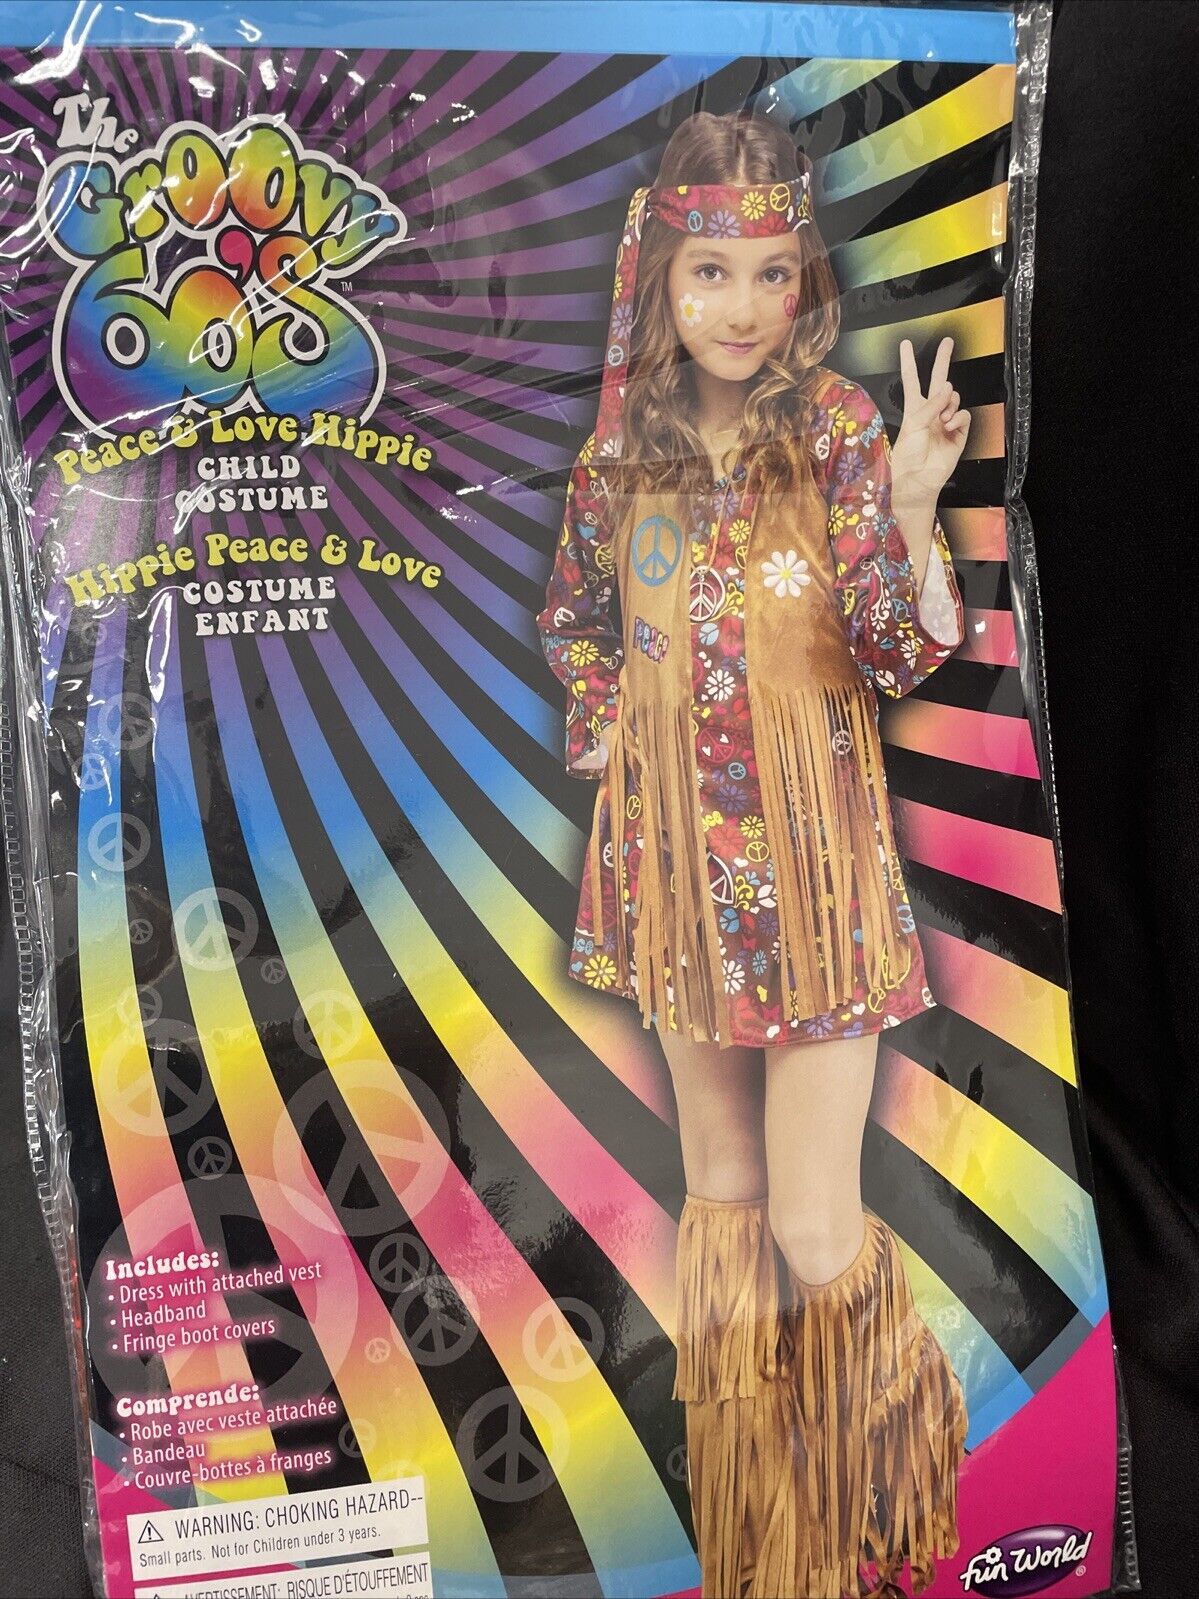 The
Groovy
60's
TM
Peace & Love Hippie
CHILD
COSTUME
Hippie Peace & Love
COSTUME
ENFANT
Peace
Includes:
• Dress with attached vest
• Headband
• Fringe boot covers
Comprende:
• Robe avec veste attachée
• Bandeau
• Couvre-bottes à franges
WARNING: CHOKING HAZARD--
Small parts. Not for Children under 3 years.
AVERTISSEMENT: RISQUE D'ÉTOUFFEMENT
fun World®